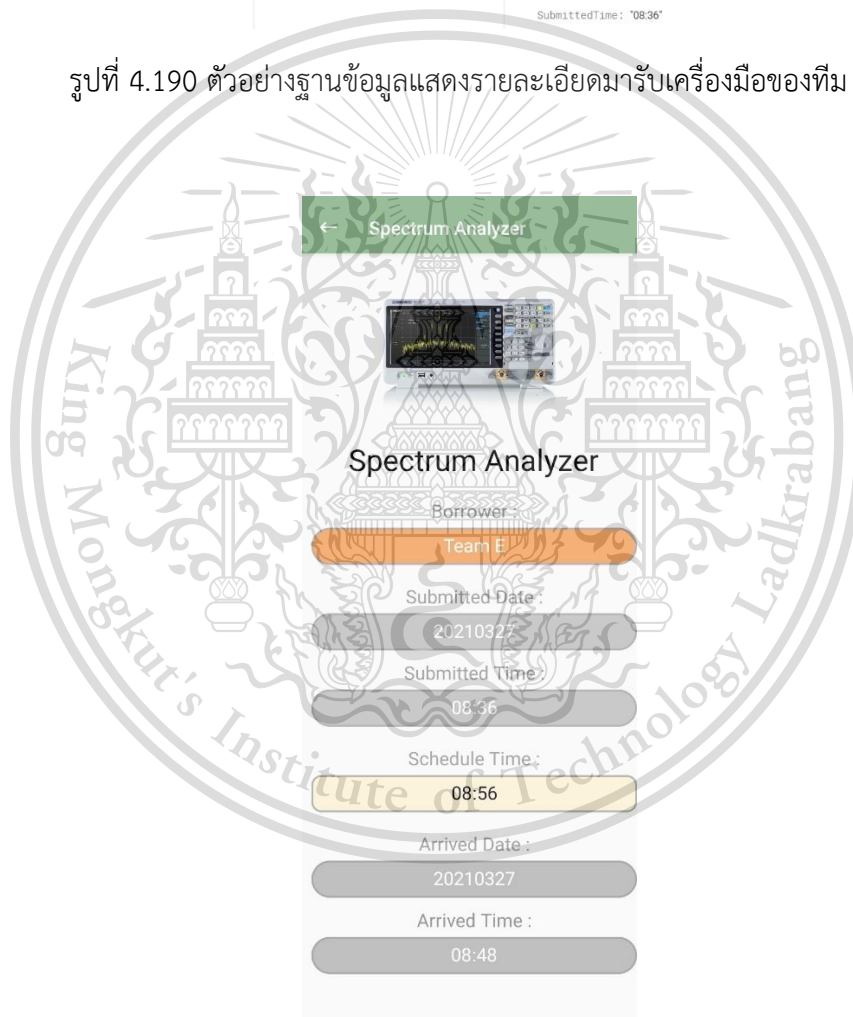 SubmittedTime: "08:36"
รูปที่ 4.190 ตัวอย่างฐานข้อมูลแสดงรายละเอียดมารับเครื่องมือของทีม
← Spectrum Analyzer
Spectrum Analyzer
Borrower :
Team E
Submitted Date :
20210327
Submitted Time :
08:36
Schedule Time :
08:56
Arrived Date :
20210327
Arrived Time :
08:48
King Mongkut's Institute of Technology Ladkrabang